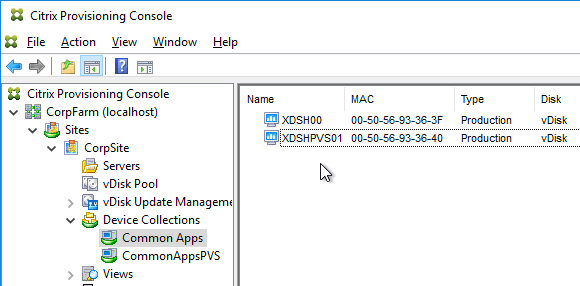 Citrix Provisioning Console
File Action View Window Help
Citrix Provisioning Console
CorpFarm (localhost)
Sites
CorpSite
Servers
vDisk Pool
vDisk Update Manageme
Device Collections
Common Apps
CommonAppsPVS
Views
Name MAC Type Disk
XDSH00 00-50-56-93-36-3F Production vDisk
XDSHPVS01 00-50-56-93-36-40 Production vDisk